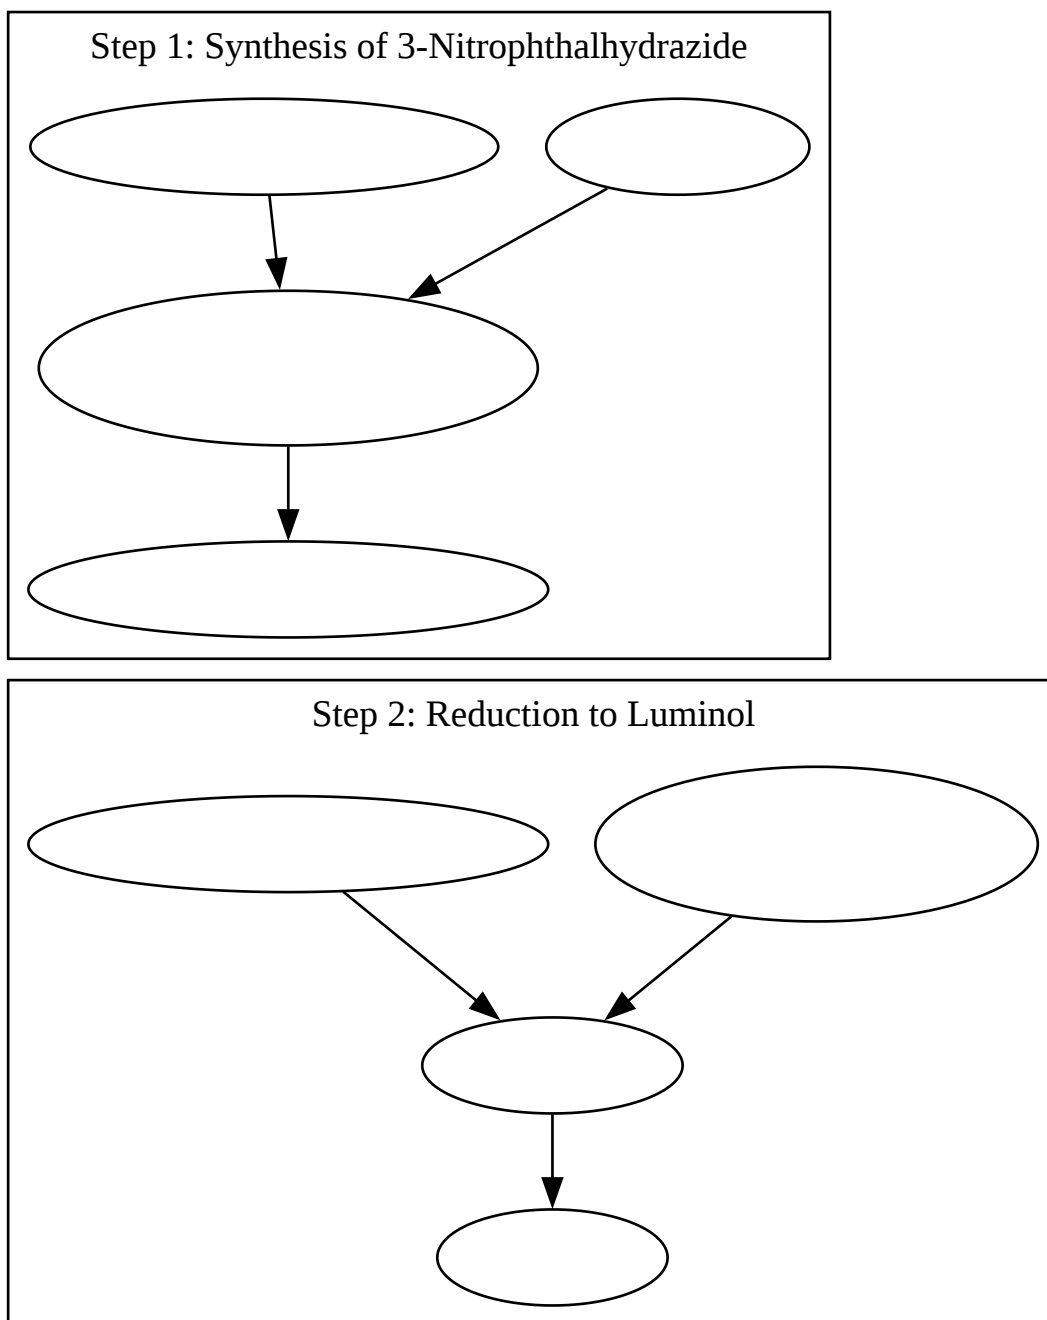 Step 1: Synthesis of 3-Nitrophthalhydrazide
Step 2: Reduction to Luminol